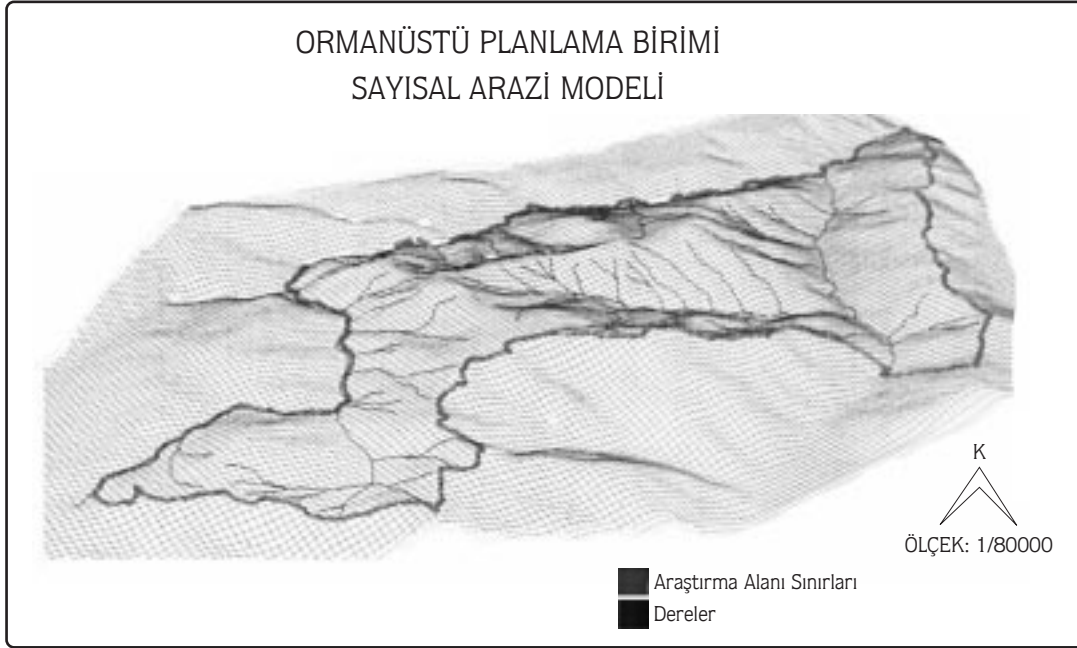 ORMANÜSTÜ PLANLAMA BİRİMİ
SAYISAL ARAZİ MODELİ
K
ÖLÇEK: 1/80000
Araştırma Alanı Sınırları
Dereler